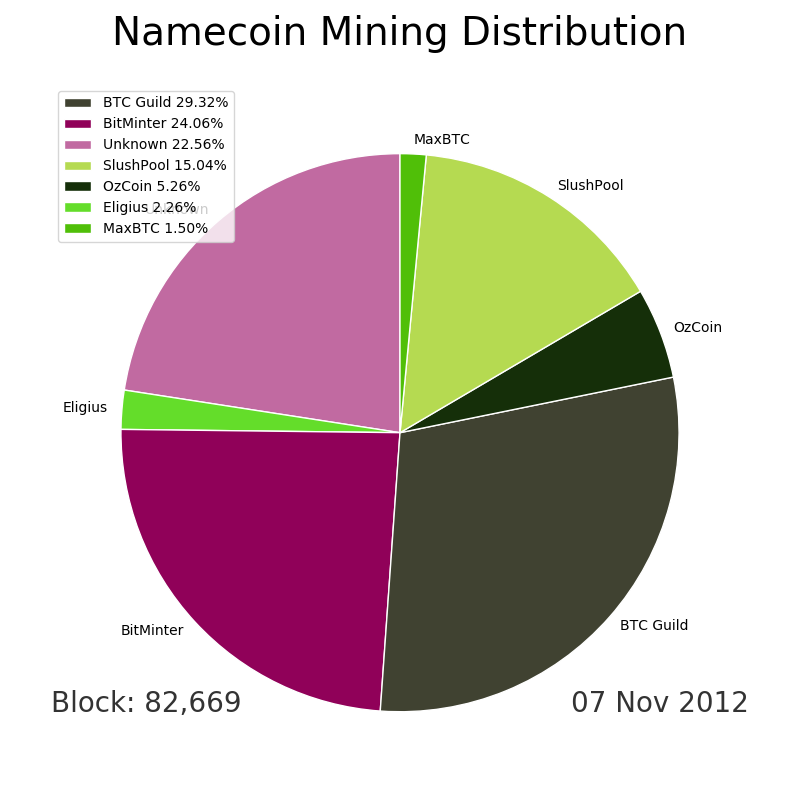 Namecoin Mining Distribution
BTC Guild 29.32%
BitMinter 24.06%
Unknown 22.56%
SlushPool 15.04%
OzCoin 5.26%
Eligius 2.26%
MaxBTC 1.50%
MaxBTC
SlushPool
Unknown
OzCoin
Eligius
BTC Guild
BitMinter
Block: 82,669
07 Nov 2012